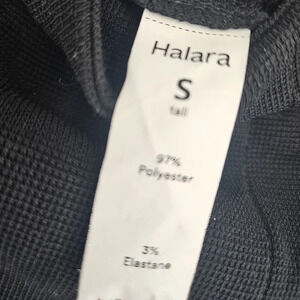 Halara
S
tall
97%
Polyester
3%
Elastane